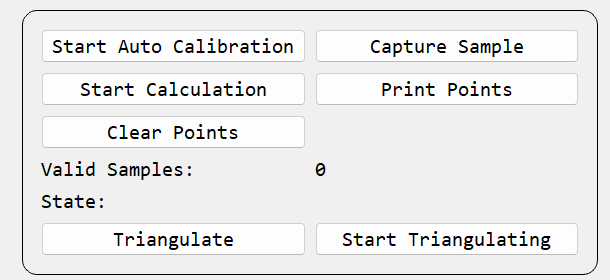 Start Auto Calibration Capture Sample
Start Calculation Print Points
Clear Points
Valid Samples: 0
State:
Triangulate Start Triangulating